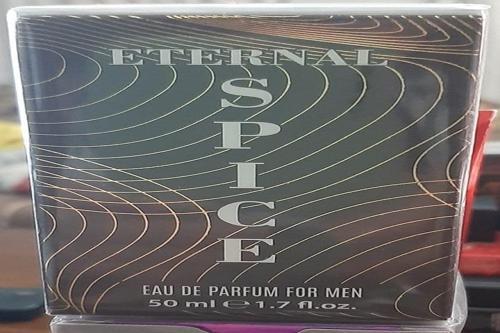 ETERNAL
SPICE
EAU DE PARFUM FOR MEN
50 ml ℮ 1.7 fl.oz.